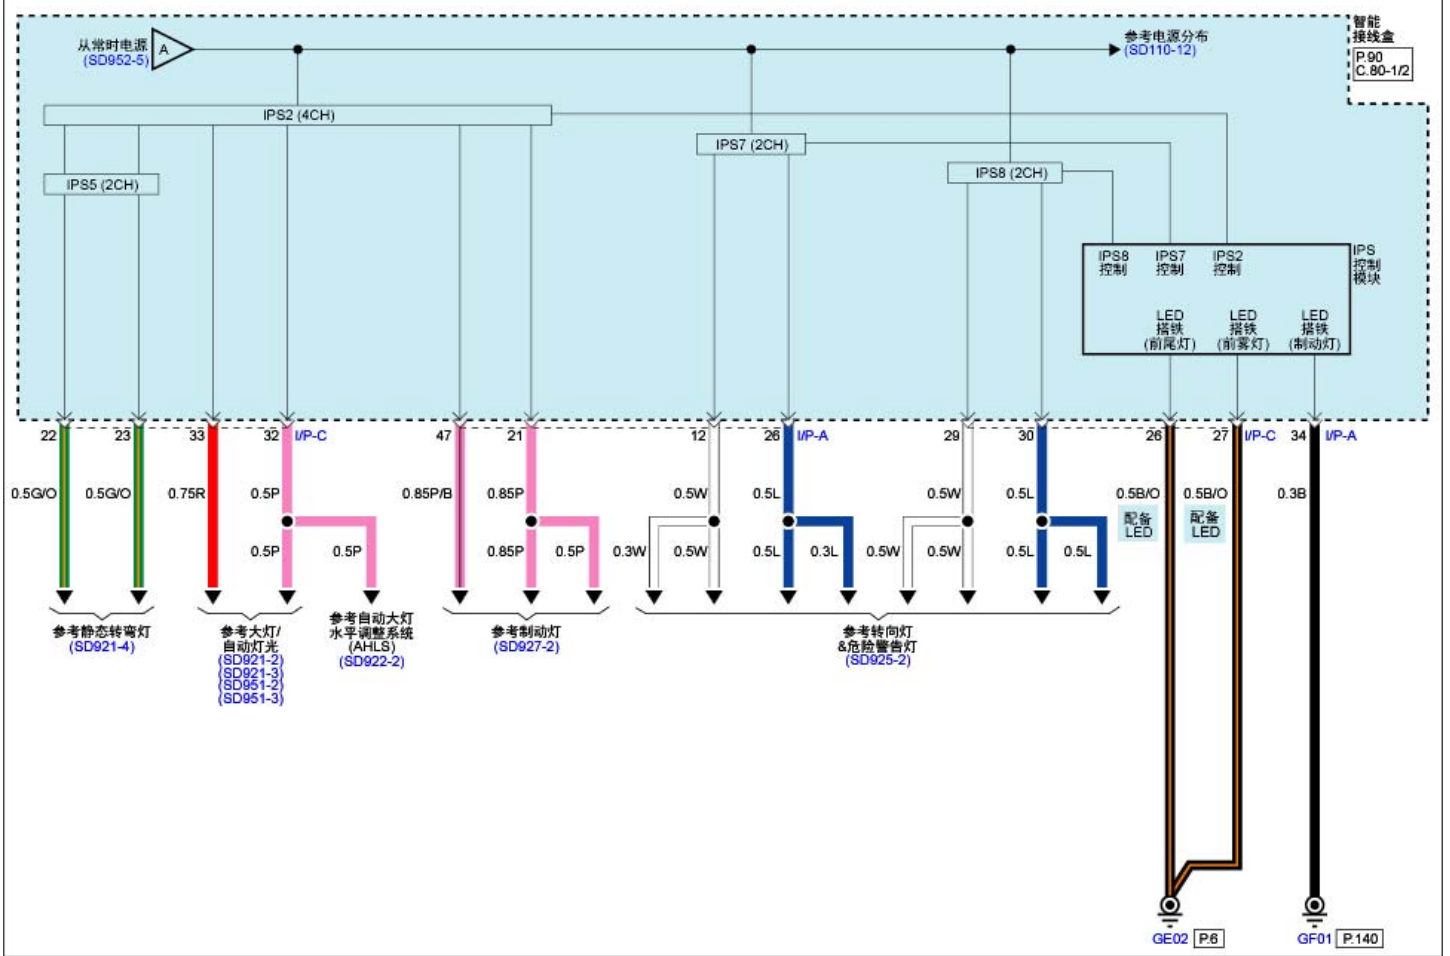 从常时电源
(SD952-5)
A
参考电源分布
(SD110-12)
智能
接线盒
P.90
C.80-1/2
IPS2 (4CH)
IPS7 (2CH)
IPS8 (2CH)
IPS5 (2CH)
IPS8
控制
IPS7
控制
IPS2
控制
IPS
控制
模块
LED
搭铁
(前尾灯)
LED
搭铁
(前雾灯)
LED
搭铁
(制动灯)
22
23
33
32
I/P-C
47
21
12
26
I/P-A
29
30
26
27
I/P-C
34
I/P-A
0.5G/O
0.5G/O
0.75R
0.5P
0.85P/B
0.85P
0.5W
0.5L
0.5W
0.5L
0.5B/O
0.5B/O
0.3B
配备
LED
配备
LED
0.5P
0.5P
0.85P
0.5P
0.3W
0.5W
0.5L
0.3L
0.5W
0.5W
0.5L
0.5L
参考静态转弯灯
(SD921-4)
参考大灯/
自动灯光
(SD921-2)
(SD921-3)
(SD951-2)
(SD951-3)
参考自动大灯
水平调整系统
(AHLS)
(SD922-2)
参考制动灯
(SD927-2)
参考转向灯
&危险警告灯
(SD925-2)
GE02
P.6
GF01
P.140